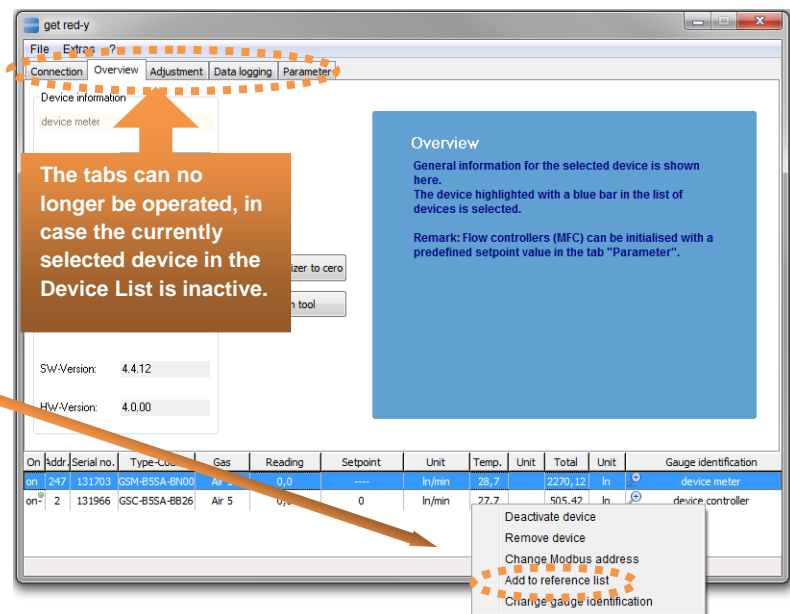 get red-y
File Extras ?
Connection Overview Adjustment Data logging Parameter
Device information
device meter
The tabs can no
longer be operated, in
case the currently
selected device in the
Device List is inactive.
Overview
General information for the selected device is shown
here.
The device highlighted with a blue bar in the list of
devices is selected.
Remark: Flow controllers (MFC) can be initialised with a
predefined setpoint value in the tab "Parameter".
to cero
tool
SW-Version: 4.4.12
HW-Version: 4.0.00
On Addr. Serial no. Gas Reading Setpoint Unit Temp. Unit Total Unit Gauge identification
on 247 131703 GSM-B5SA-BN00 0,0 ---- ln/min 28,7 2270,12 ln device meter
on 2 131966 GSC-B5SA-BB26 Air 5 0 ln/min 27,7 505,42 ln device controller
Deactivate device
Remove device
Change Modbus address
Add to reference list
Change gauge identification